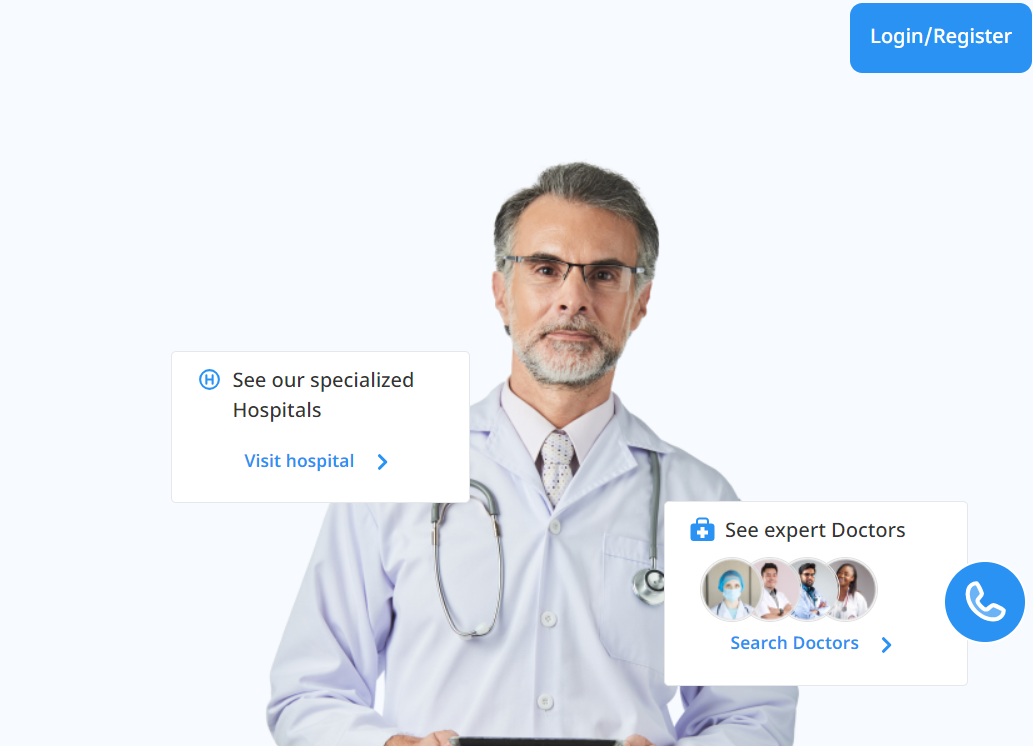 Login/Register
See our specialized
Hospitals
Visit hospital
See expert Doctors
Search Doctors